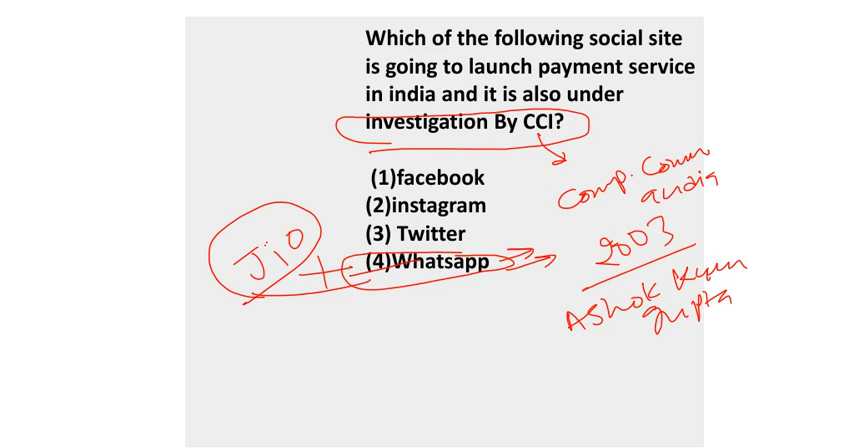 Which of the following social site
is going to launch payment service
in india and it is also under
investigation By CCI?
(1)facebook
(2)instagram
(3) Twitter
(4)Whatsapp
Jio
Comp. Comm
india
2003
Ashok Kum
gupta